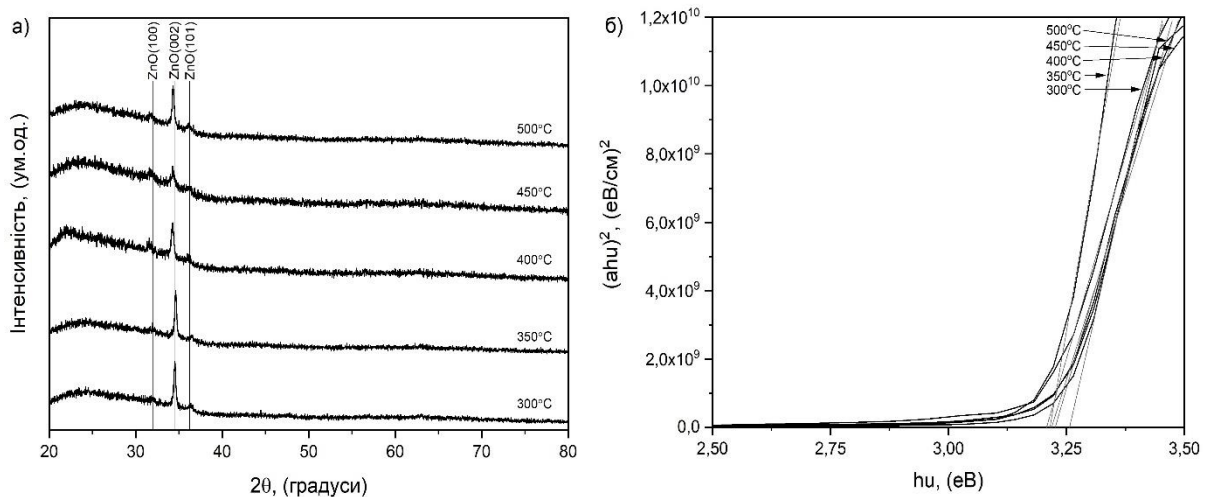 а)
ZnO(100)
ZnO(002)
ZnO(101)
500°C
450°C
400°C
350°C
300°C
Інтенсивність, (ум.од.)
20 30 40 50 60 70 80
2θ, (градуси)
б)
1,2x10¹⁰
1,0x10¹⁰
8,0x10⁹
6,0x10⁹
4,0x10⁹
2,0x10⁹
0,0
500°C
450°C
400°C
350°C
300°C
(ahu)², (еВ/см)²
2,50 2,75 3,00 3,25 3,50
hu, (еВ)